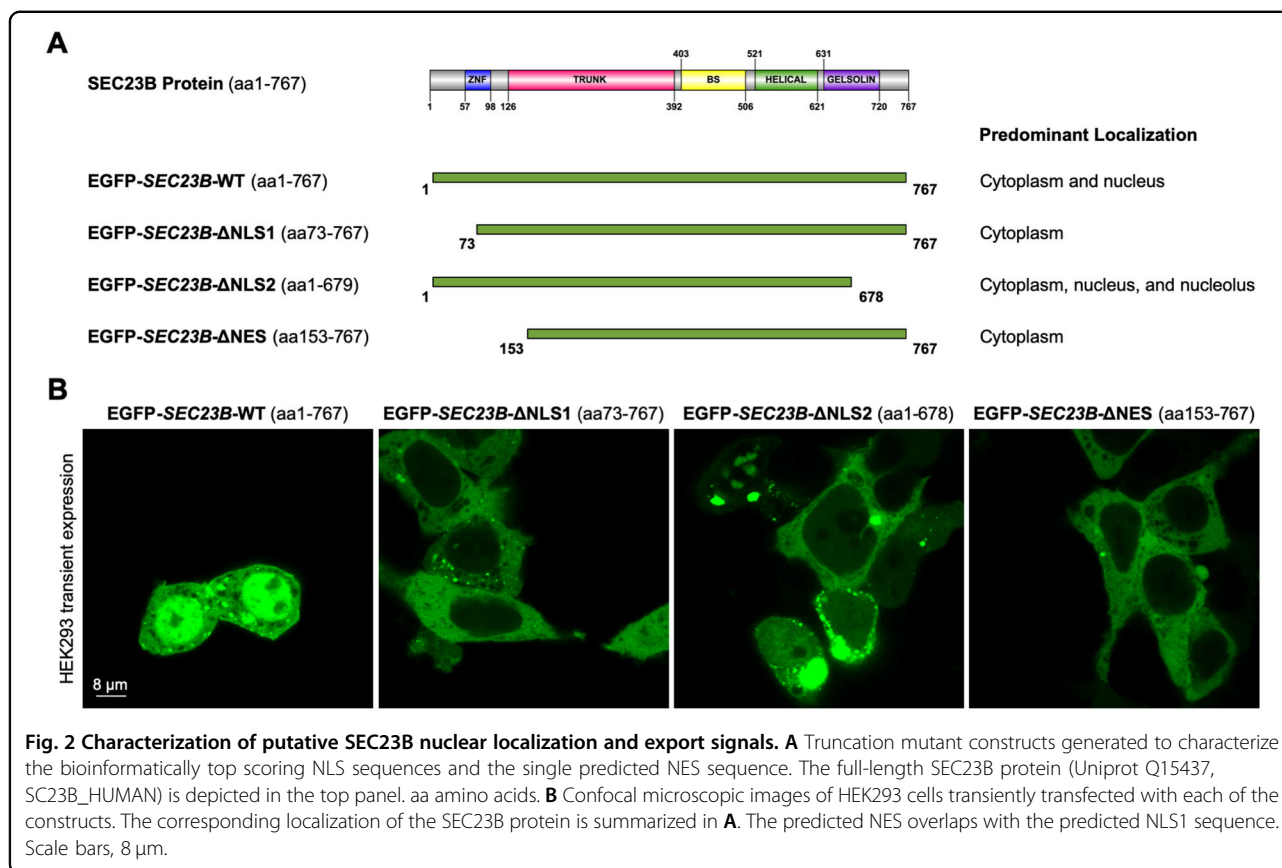 A
403 521 631
SEC23B Protein (aa1-767)
ZNF TRUNK BS HELICAL GELSOLIN
1 57 98 126 392 506 621 720 767
Predominant Localization
EGFP-SEC23B-WT (aa1-767) 1 767 Cytoplasm and nucleus
EGFP-SEC23B-ΔNLS1 (aa73-767) 73 767 Cytoplasm
EGFP-SEC23B-ΔNLS2 (aa1-679) 1 678 Cytoplasm, nucleus, and nucleolus
EGFP-SEC23B-ΔNES (aa153-767) 153 767 Cytoplasm
B
EGFP-SEC23B-WT (aa1-767) EGFP-SEC23B-ΔNLS1 (aa73-767) EGFP-SEC23B-ΔNLS2 (aa1-678) EGFP-SEC23B-ΔNES (aa153-767)
HEK293 transient expression
8 µm
Fig. 2 Characterization of putative SEC23B nuclear localization and export signals. A Truncation mutant constructs generated to characterize
the bioinformatically top scoring NLS sequences and the single predicted NES sequence. The full-length SEC23B protein (Uniprot Q15437,
SC23B_HUMAN) is depicted in the top panel. aa amino acids. B Confocal microscopic images of HEK293 cells transiently transfected with each of the
constructs. The corresponding localization of the SEC23B protein is summarized in A. The predicted NES overlaps with the predicted NLS1 sequence.
Scale bars, 8 µm.